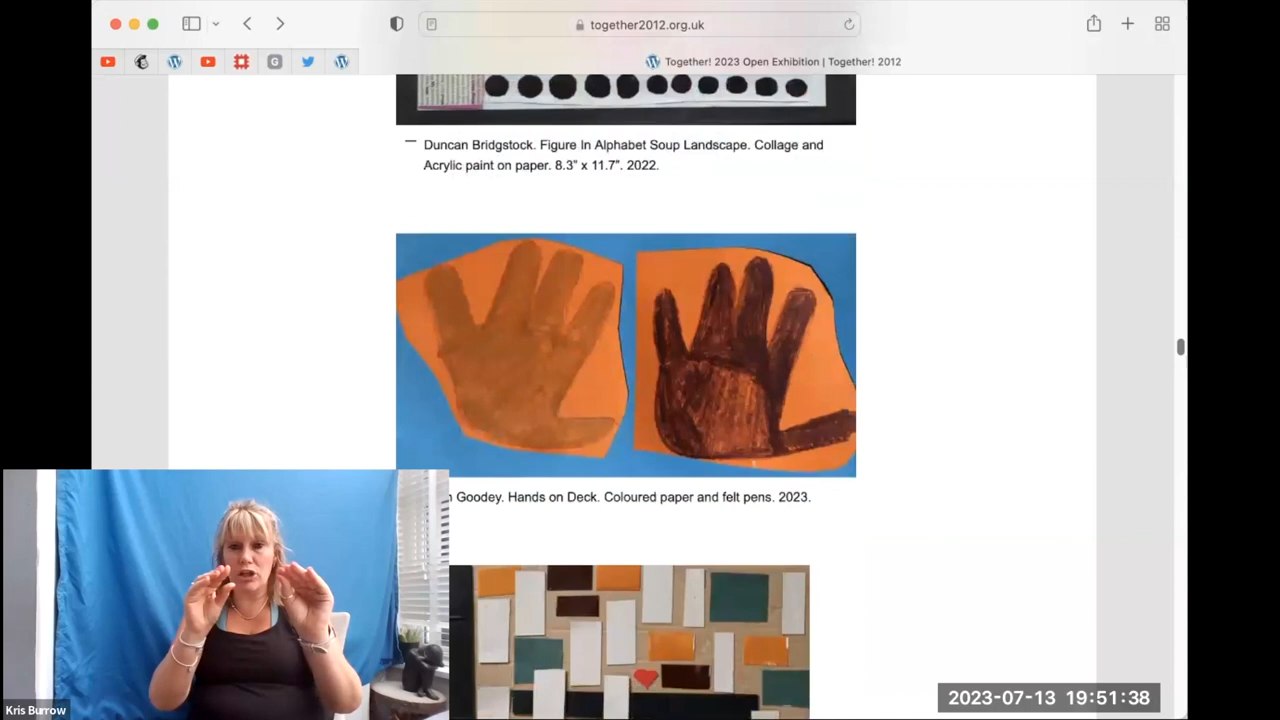 together2012.org.uk
Together! 2023 Open Exhibition | Together! 2012
Duncan Bridgstock. Figure In Alphabet Soup Landscape. Collage and
Acrylic paint on paper. 8.3" x 11.7". 2022.
Goodey. Hands on Deck. Coloured paper and felt pens. 2023.
Kris Burrow
2023-07-13 19:51:38